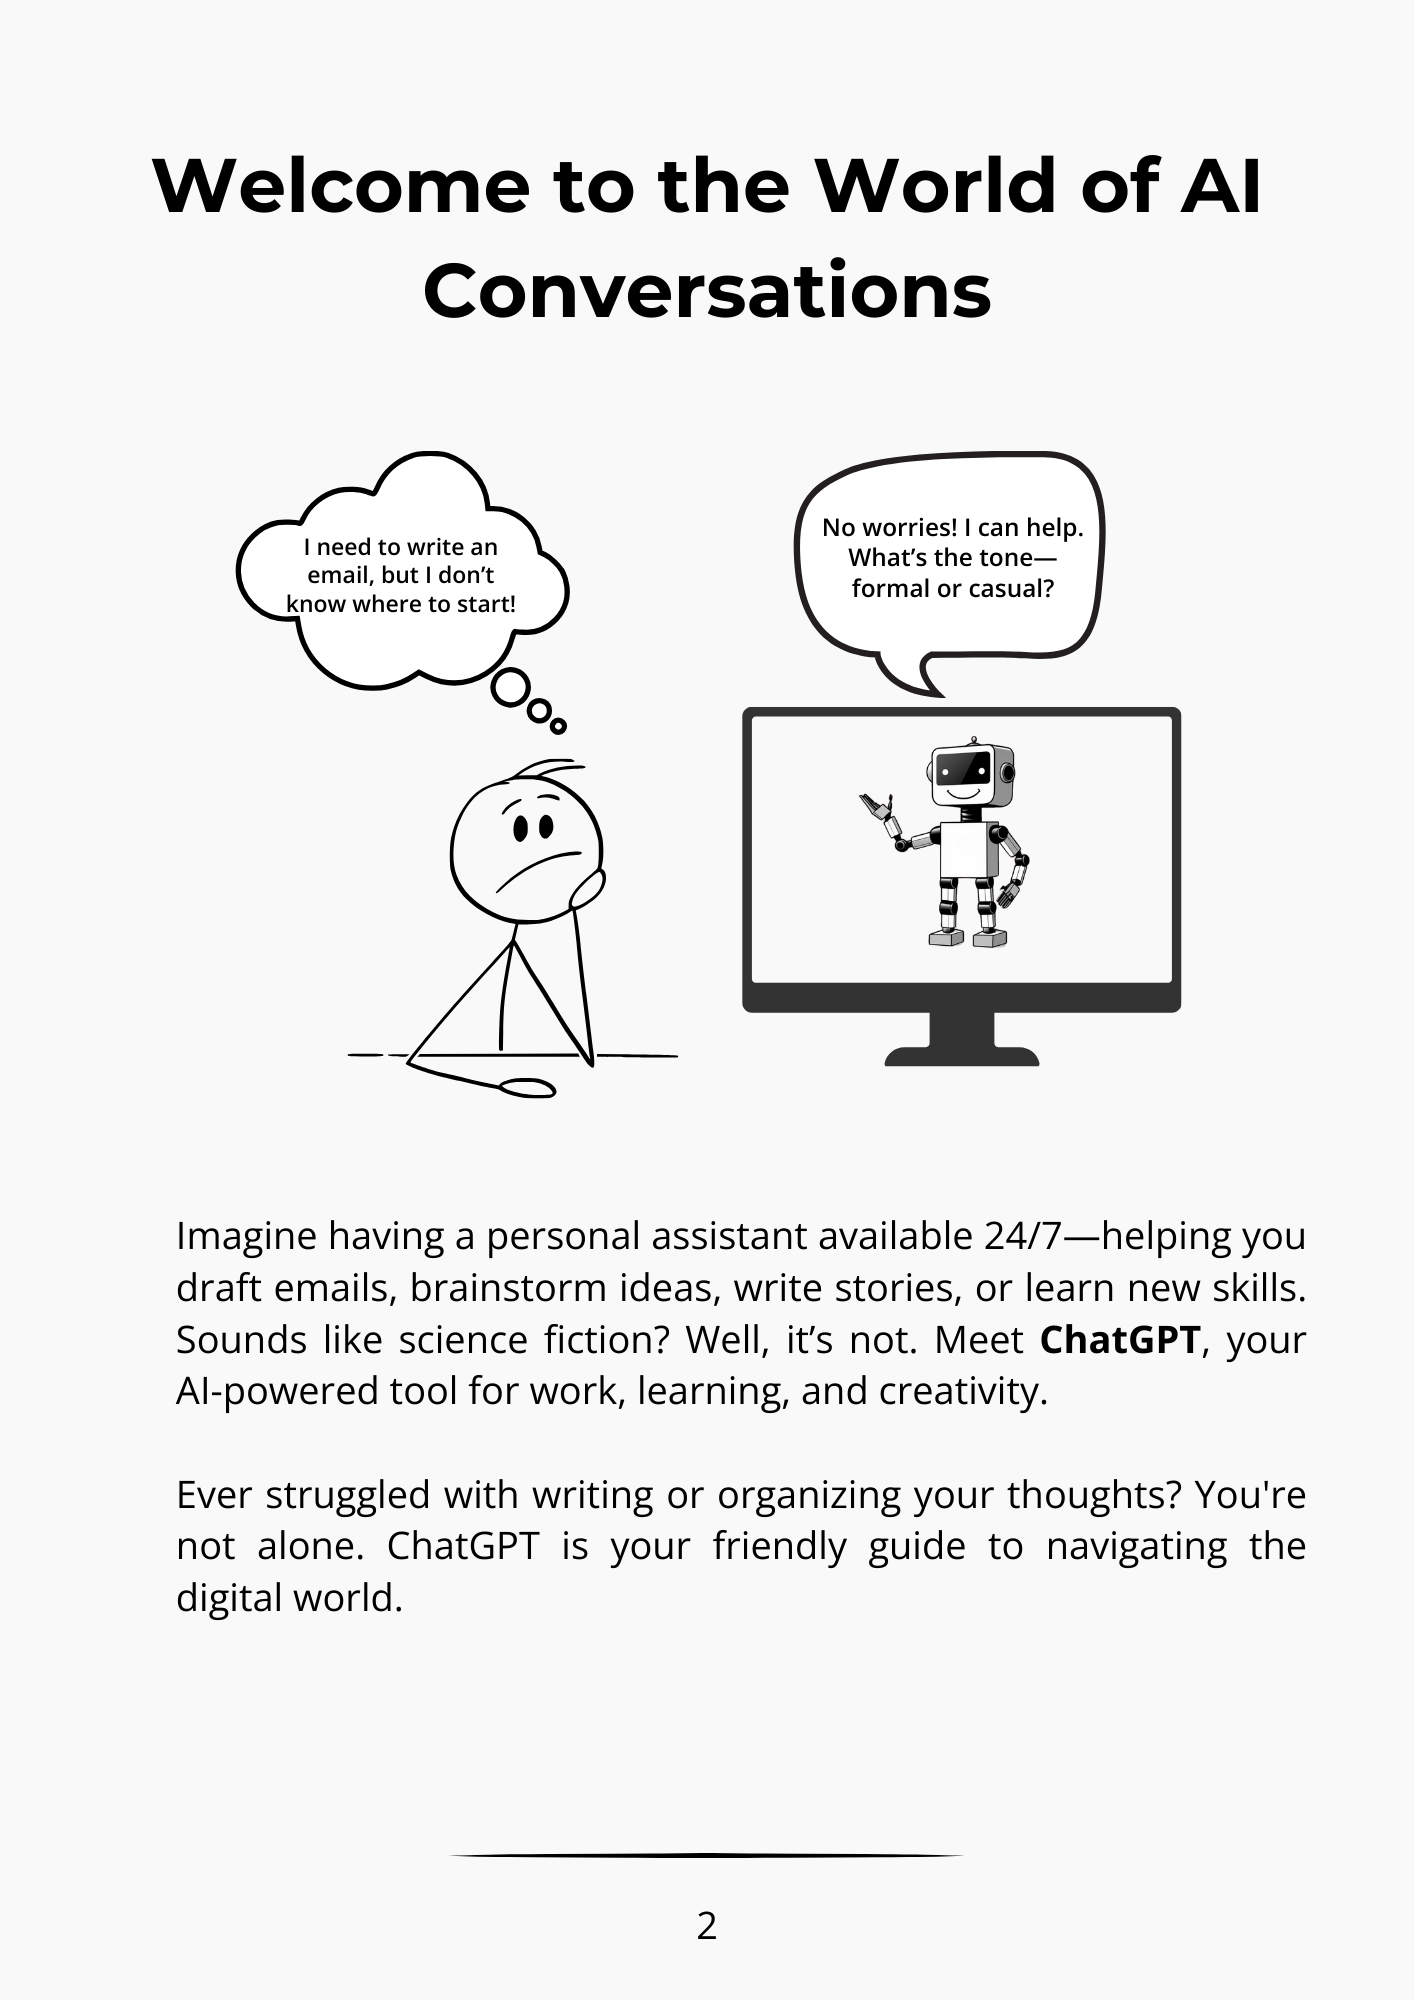 Welcome to the World of AI
Conversations
I need to write an
email, but I don’t
know where to start!
No worries! I can help.
What’s the tone—
formal or casual?
Imagine having a personal assistant available 24/7—helping you
draft emails, brainstorm ideas, write stories, or learn new skills.
Sounds like science fiction? Well, it’s not. Meet ChatGPT, your
AI-powered tool for work, learning, and creativity.
Ever struggled with writing or organizing your thoughts? You're
not alone. ChatGPT is your friendly guide to navigating the
digital world.
2